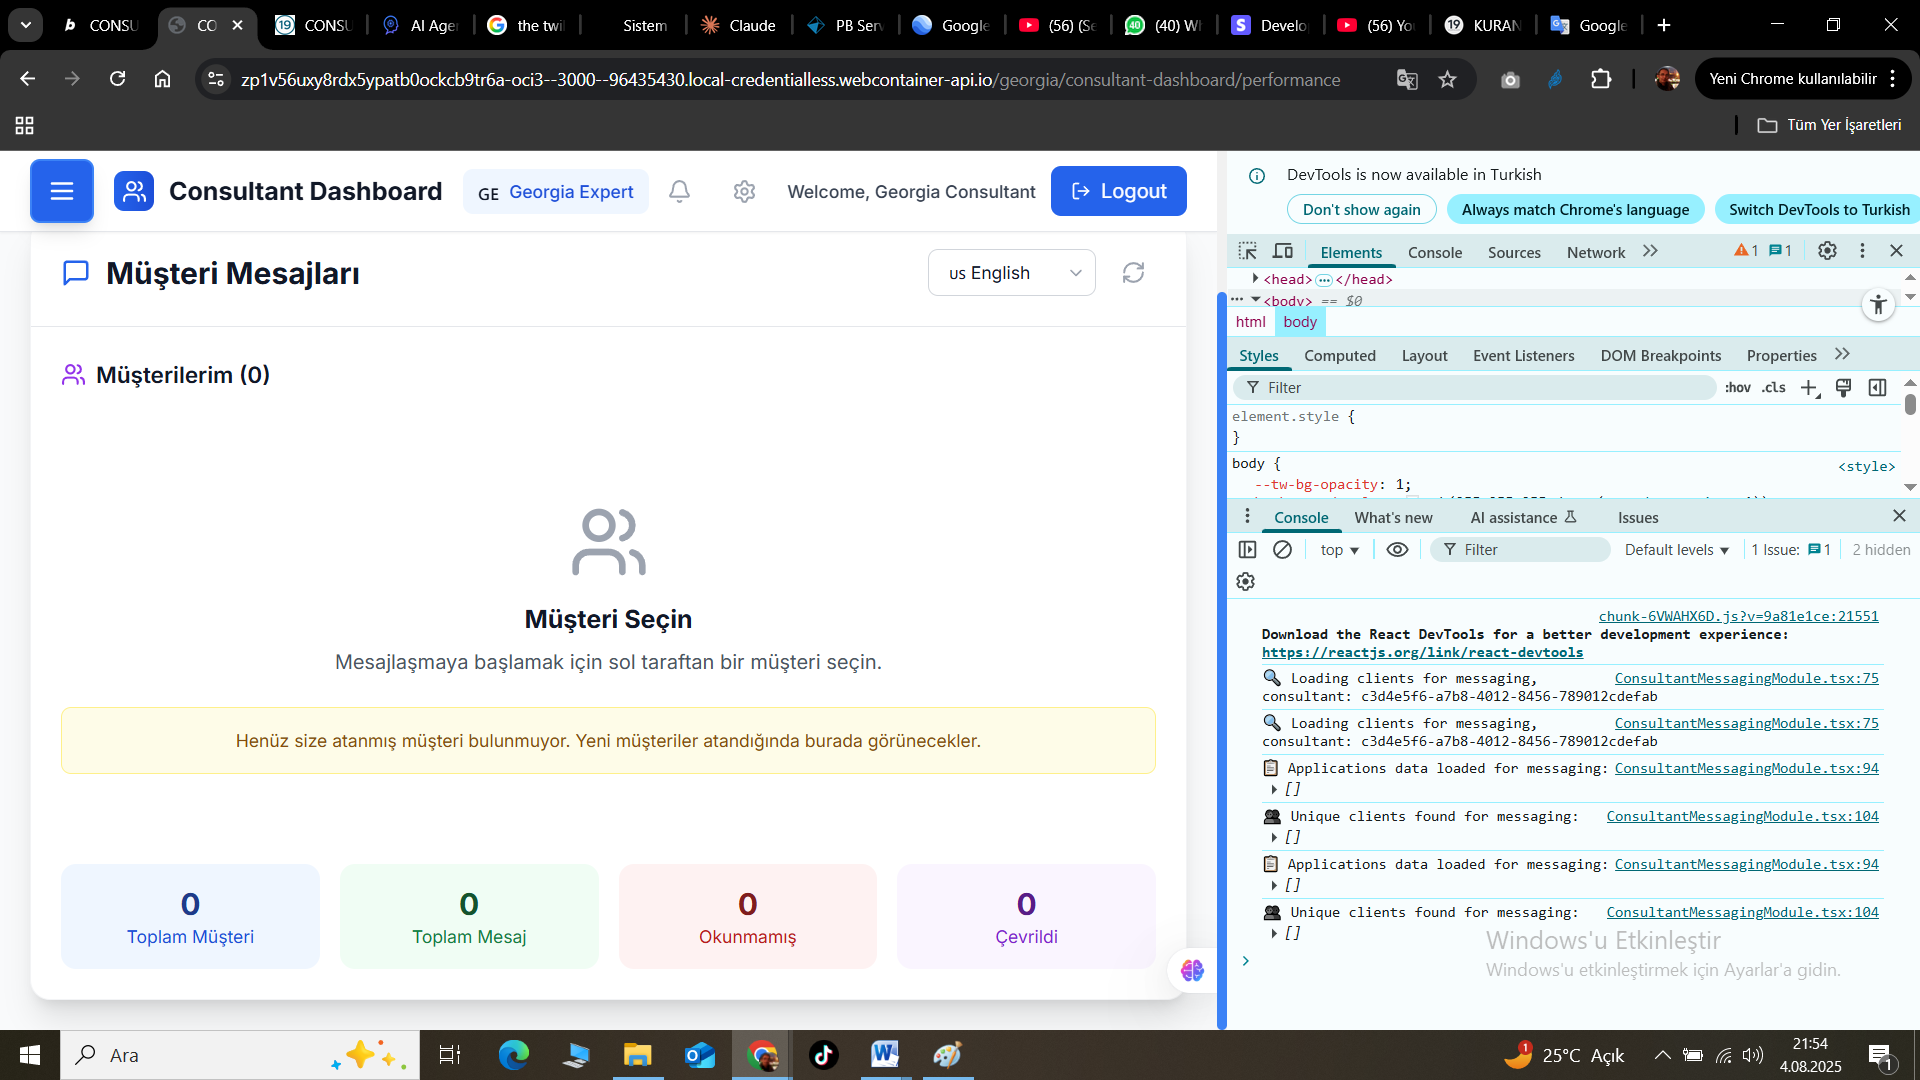 CONSU
CO
CONSU
AI Age
the twi
Sistem
Claude
PB Serv
Google
(56) (Se
(40) Wh
Develo
(56) Yo
KURAN
Google
zp1v56uxy8rdx5ypatb0ockcb9tr6a-oci3--3000--96435430.local-credentialless.webcontainer-api.io/georgia/consultant-dashboard/performance
Yeni Chrome kullanılabilir
Tüm Yer İşaretleri
Consultant Dashboard
GE Georgia Expert
Welcome, Georgia Consultant
Logout
Müşteri Mesajları
US English
Müşterilerim (0)
Müşteri Seçin
Mesajlaşmaya başlamak için sol taraftan bir müşteri seçin.
Henüz size atanmış müşteri bulunmuyor. Yeni müşteriler atandığında burada görünecekler.
0
Toplam Müşteri
0
Toplam Mesaj
0
Okunmamış
0
Çevrildi
DevTools is now available in Turkish
Don't show again
Always match Chrome's language
Switch DevTools to Turkish
Elements
Console
Sources
Network
1
1
<head> ... </head>
... <body> == $0
html
body
Styles
Computed
Layout
Event Listeners
DOM Breakpoints
Properties
Filter
:hov
.cls
element.style {
}
body {
<style>
--tw-bg-opacity: 1;
Console
What's new
AI assistance
Issues
top
Filter
Default levels
1 Issue: 1
2 hidden
chunk-6VWAHX6D.js?v=9a81e1ce:21551
Download the React DevTools for a better development experience:
https://reactjs.org/link/react-devtools
Loading clients for messaging, ConsultantMessagingModule.tsx:75
consultant: c3d4e5f6-a7b8-4012-8456-789012cdefab
Loading clients for messaging, ConsultantMessagingModule.tsx:75
consultant: c3d4e5f6-a7b8-4012-8456-789012cdefab
Applications data loaded for messaging: ConsultantMessagingModule.tsx:94
[]
Unique clients found for messaging: ConsultantMessagingModule.tsx:104
[]
Applications data loaded for messaging: ConsultantMessagingModule.tsx:94
[]
Unique clients found for messaging: ConsultantMessagingModule.tsx:104
[]
Windows'u Etkinleştir
Windows'u etkinleştirmek için Ayarlar'a gidin.
Ara
1
25°C Açık
21:54
4.08.2025
1